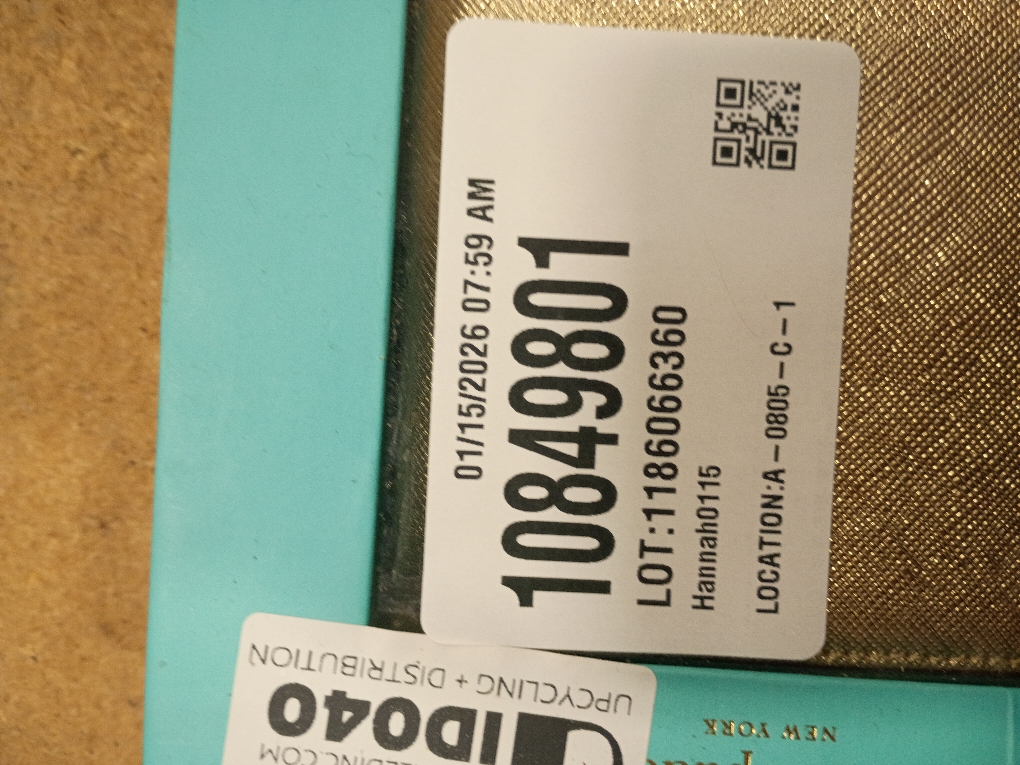 01/15/2026 07:59 AM
10849801
LOT:1186066360
Hannah0115
LOCATION:A-0805-C-1
UPCYCLING + DISTRIBUTION
ID040
NEW YORK